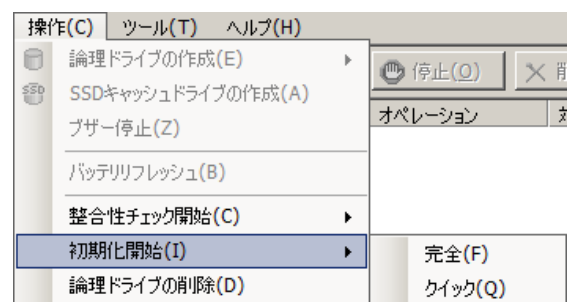 操作(C) ツール(T) ヘルプ(H)
論理ドライブの作成(E)
SSDキャッシュドライブの作成(A)
ブザー停止(Z)
バッテリリフレッシュ(B)
整合性チェック開始(C)
初期化開始(I)
論理ドライブの削除(D)
停止(O)
オペレーション
完全(F)
クイック(Q)
SSD